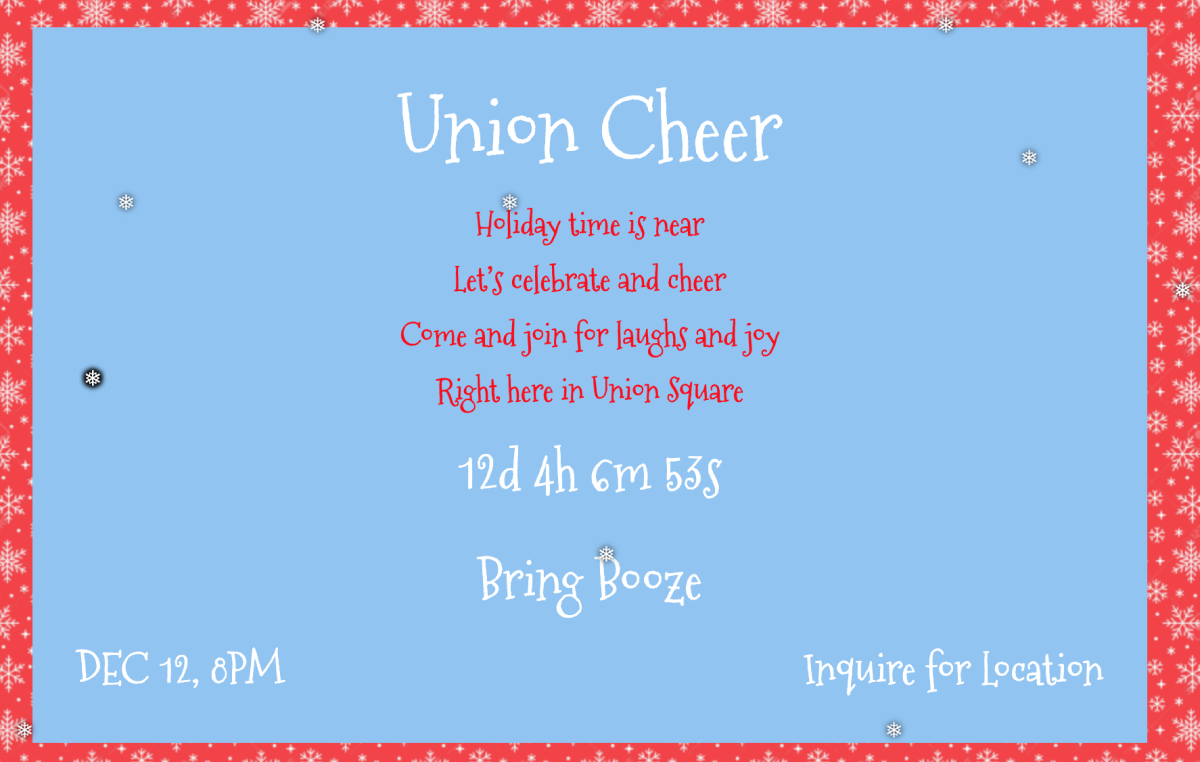 Union Cheer
Holiday time is near
Let's celebrate and cheer
Come and join for laughs and joy
Right here in Union Square
12d 4h 6m 53s
Bring Booze
DEC 12, 8PM
Inquire for Location